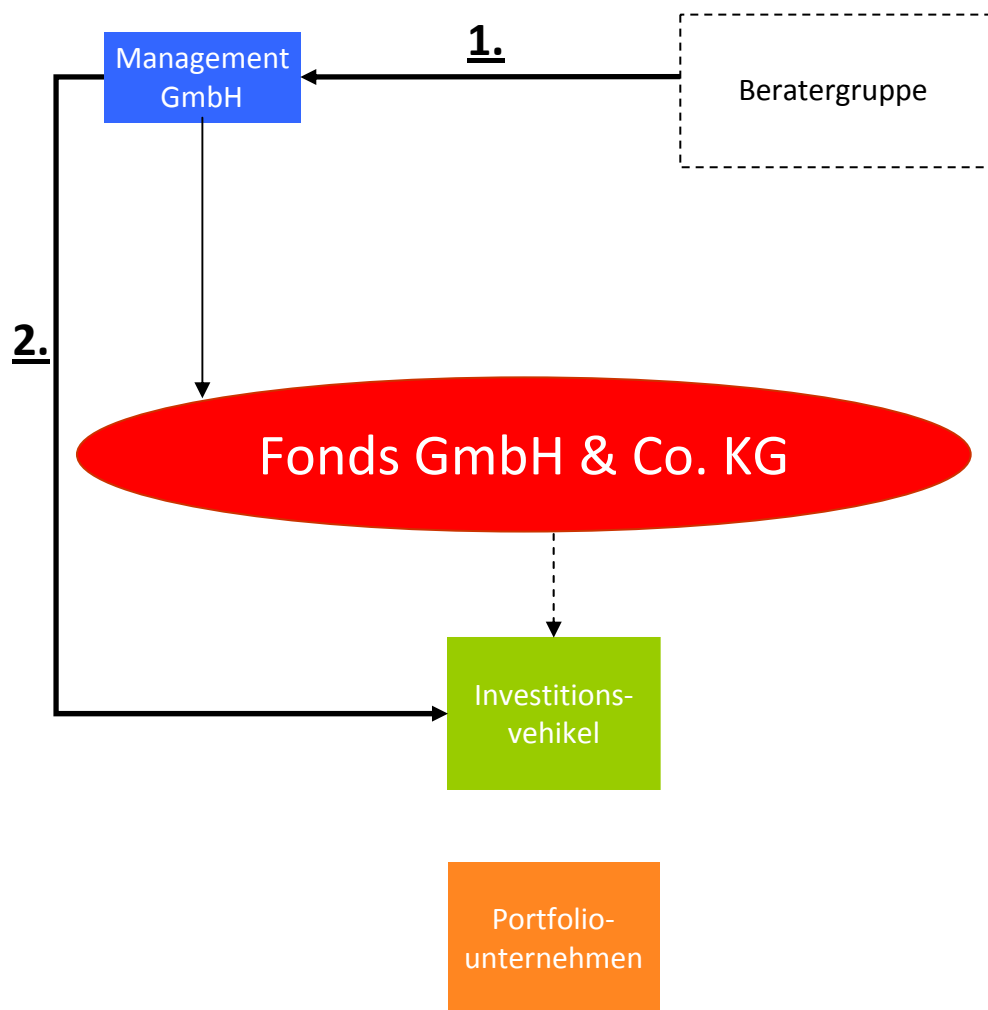 1.
Management
GmbH
Beratergruppe
2.
Fonds GmbH & Co. KG
Investitions-
vehikel
Portfolio-
unternehmen